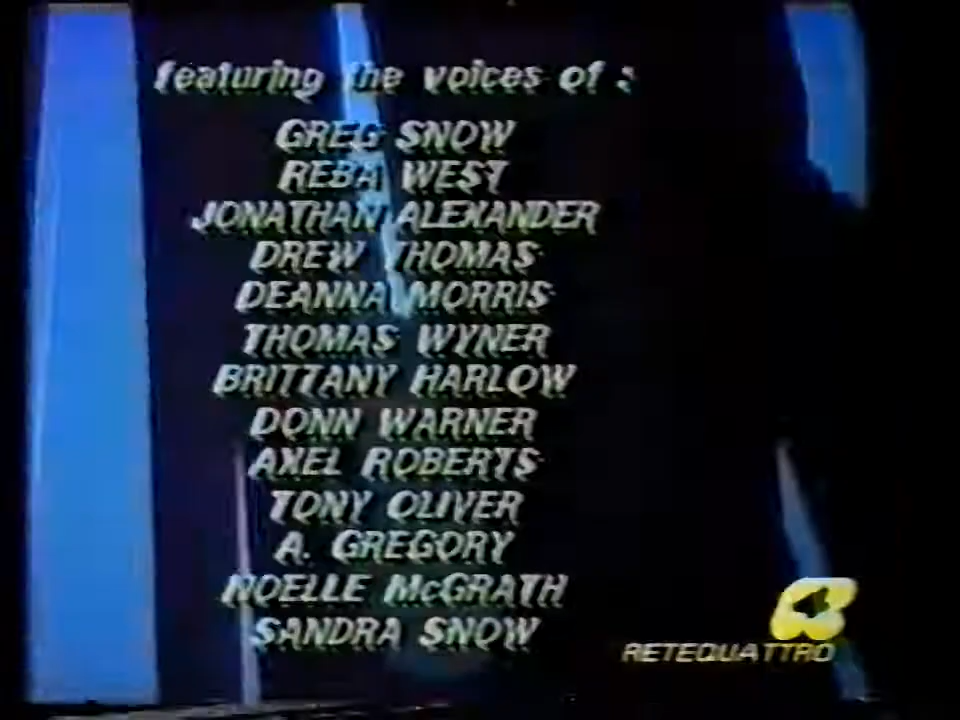 featuring the voices of :
GREG SNOW
REBA WEST
JONATHAN ALEXANDER
DREW THOMAS
DEANNA MORRIS
THOMAS WYNER
BRITTANY HARLOW
DONN WARNER
AXEL ROBERTS
TONY OLIVER
A. GREGORY
NOELLE McGRATH
SANDRA SNOW
RETEQUATTRO